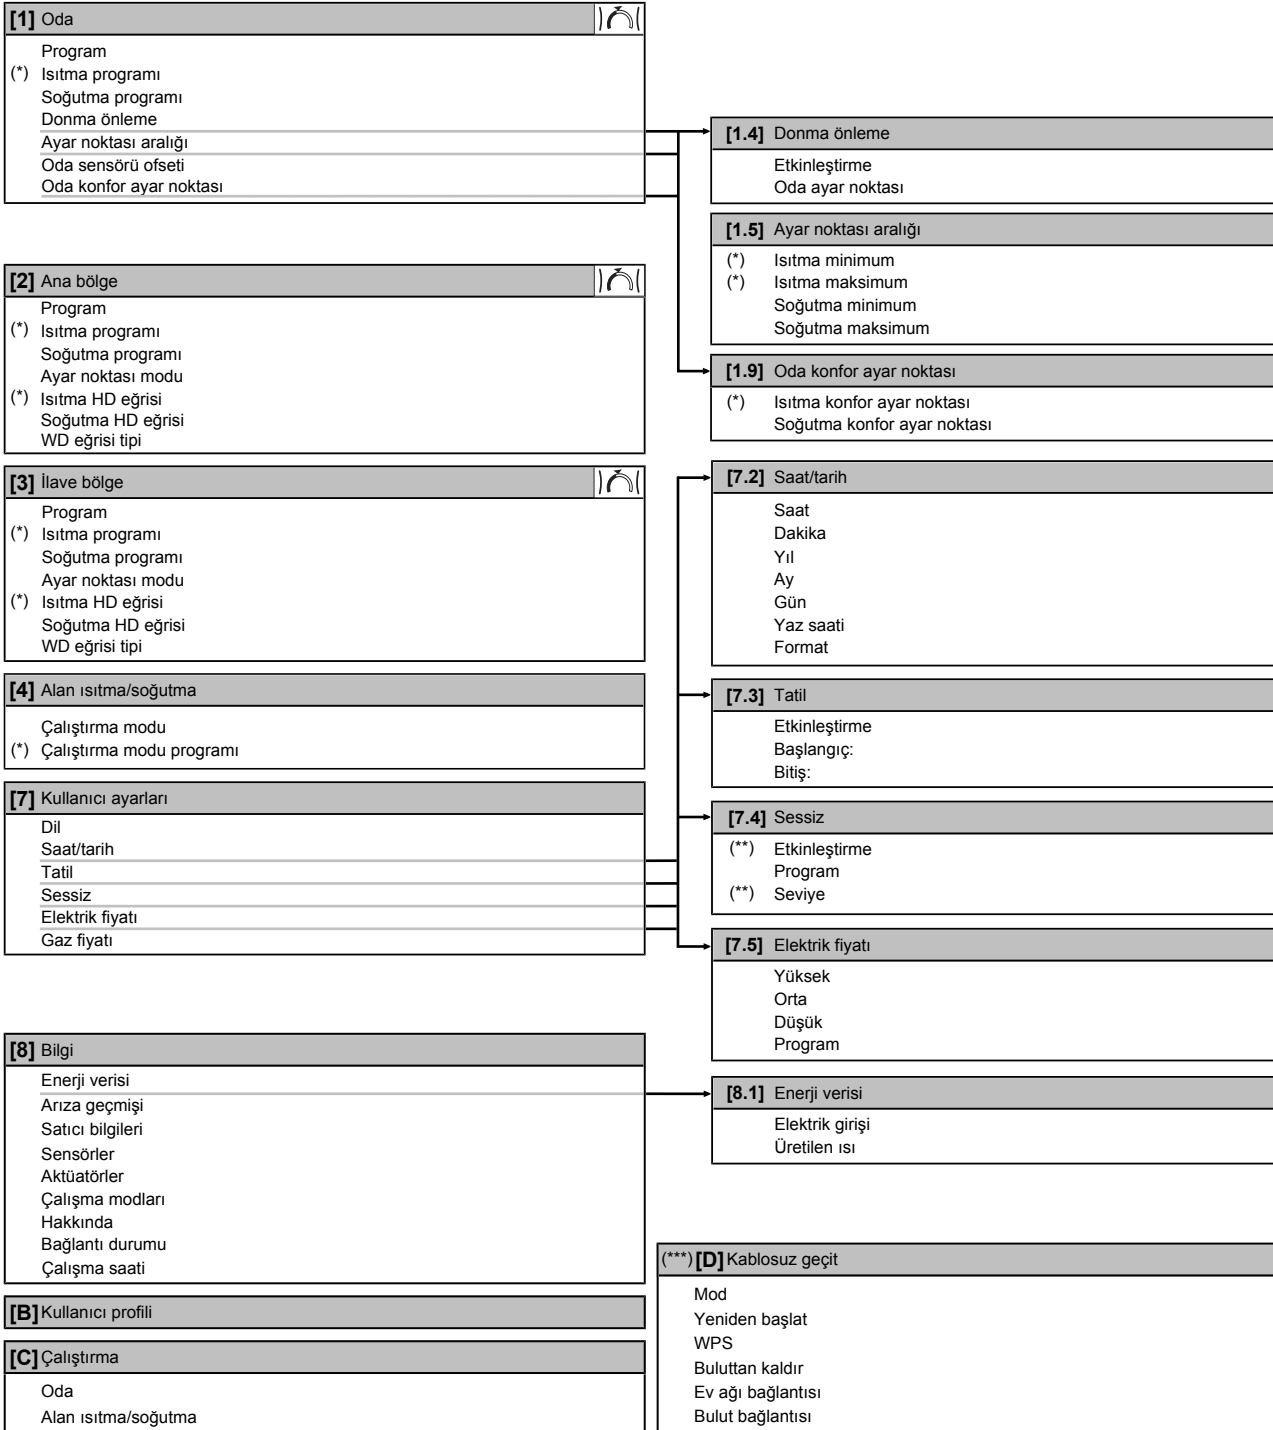 [1] Oda
Program
(*) Isıtma programı
Soğutma programı
Donma önleme
Ayar noktası aralığı
Oda sensörü ofseti
Oda konfor ayar noktası
[1.4] Donma önleme
Etkinleştirme
Oda ayar noktası
[1.5] Ayar noktası aralığı
(*) Isıtma minimum
(*) Isıtma maksimum
Soğutma minimum
Soğutma maksimum
[1.9] Oda konfor ayar noktası
(*) Isıtma konfor ayar noktası
Soğutma konfor ayar noktası
[2] Ana bölge
Program
(*) Isıtma programı
Soğutma programı
Ayar noktası modu
(*) Isıtma HD eğrisi
Soğutma HD eğrisi
WD eğrisi tipi
[3] İlave bölge
Program
(*) Isıtma programı
Soğutma programı
Ayar noktası modu
(*) Isıtma HD eğrisi
Soğutma HD eğrisi
WD eğrisi tipi
[4] Alan ısıtma/soğutma
Çalıştırma modu
(*) Çalıştırma modu programı
[7] Kullanıcı ayarları
Dil
Saat/tarih
Tatil
Sessiz
Elektrik fiyatı
Gaz fiyatı
[7.2] Saat/tarih
Saat
Dakika
Yıl
Ay
Gün
Yaz saati
Format
[7.3] Tatil
Etkinleştirme
Başlangıç:
Bitiş:
[7.4] Sessiz
(**) Etkinleştirme
Program
(**) Seviye
[7.5] Elektrik fiyatı
Yüksek
Orta
Düşük
Program
[8] Bilgi
Enerji verisi
Arıza geçmişi
Satıcı bilgileri
Sensörler
Aktüatörler
Çalışma modları
Hakkında
Bağlantı durumu
Çalışma saati
[8.1] Enerji verisi
Elektrik girişi
Üretilen ısı
[B] Kullanıcı profili
[C] Çalıştırma
Oda
Alan ısıtma/soğutma
(***) [D] Kablosuz geçit
Mod
Yeniden başlat
WPS
Buluttan kaldır
Ev ağı bağlantısı
Bulut bağlantısı